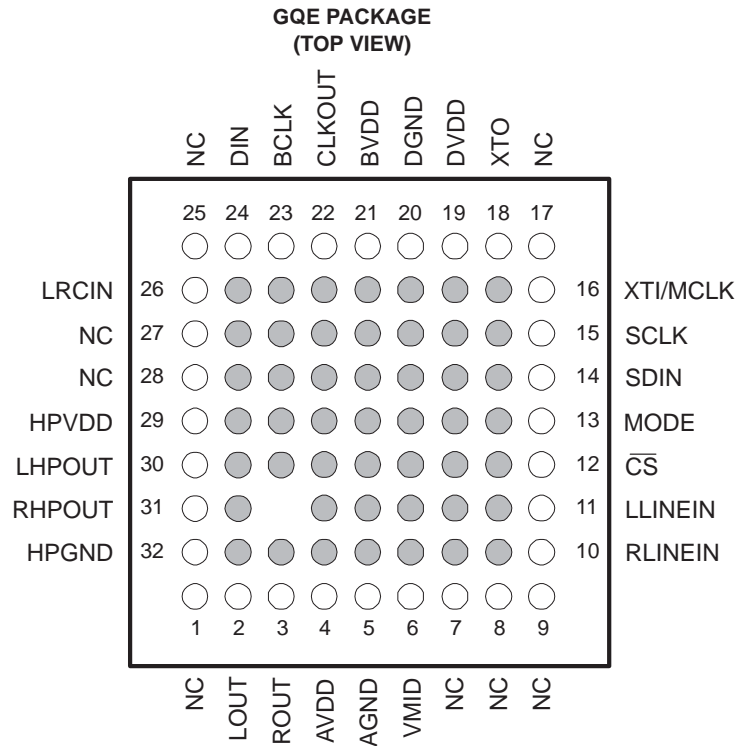 GQE PACKAGE
(TOP VIEW)
NC DIN BCLK CLKOUT BVDD DGND DVDD XTO NC
25 24 23 22 21 20 19 18 17
LRCIN 26 16 XTI/MCLK
NC 27 15 SCLK
NC 28 14 SDIN
HPVDD 29 13 MODE
LHPOUT 30 12 C̅S̅
RHPOUT 31 11 LLINEIN
HPGND 32 10 RLINEIN
1 2 3 4 5 6 7 8 9
NC LOUT ROUT AVDD AGND VMID NC NC NC